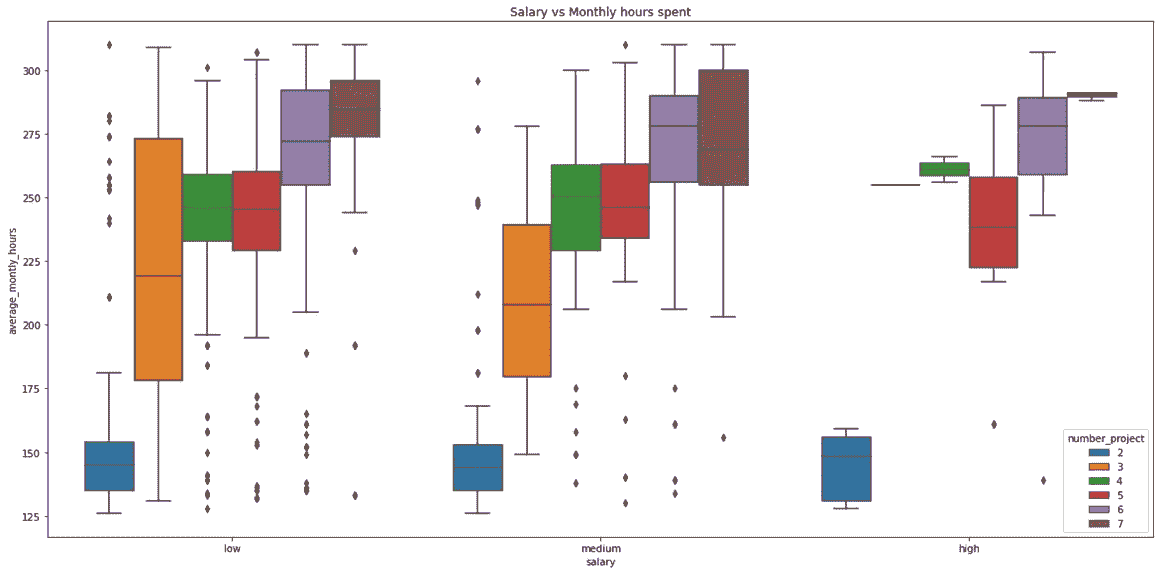 Salary vs Monthly hours spent
average_montly_hours
300
275
250
225
200
175
150
125
low
medium
high
salary
number_project
2
3
4
5
6
7